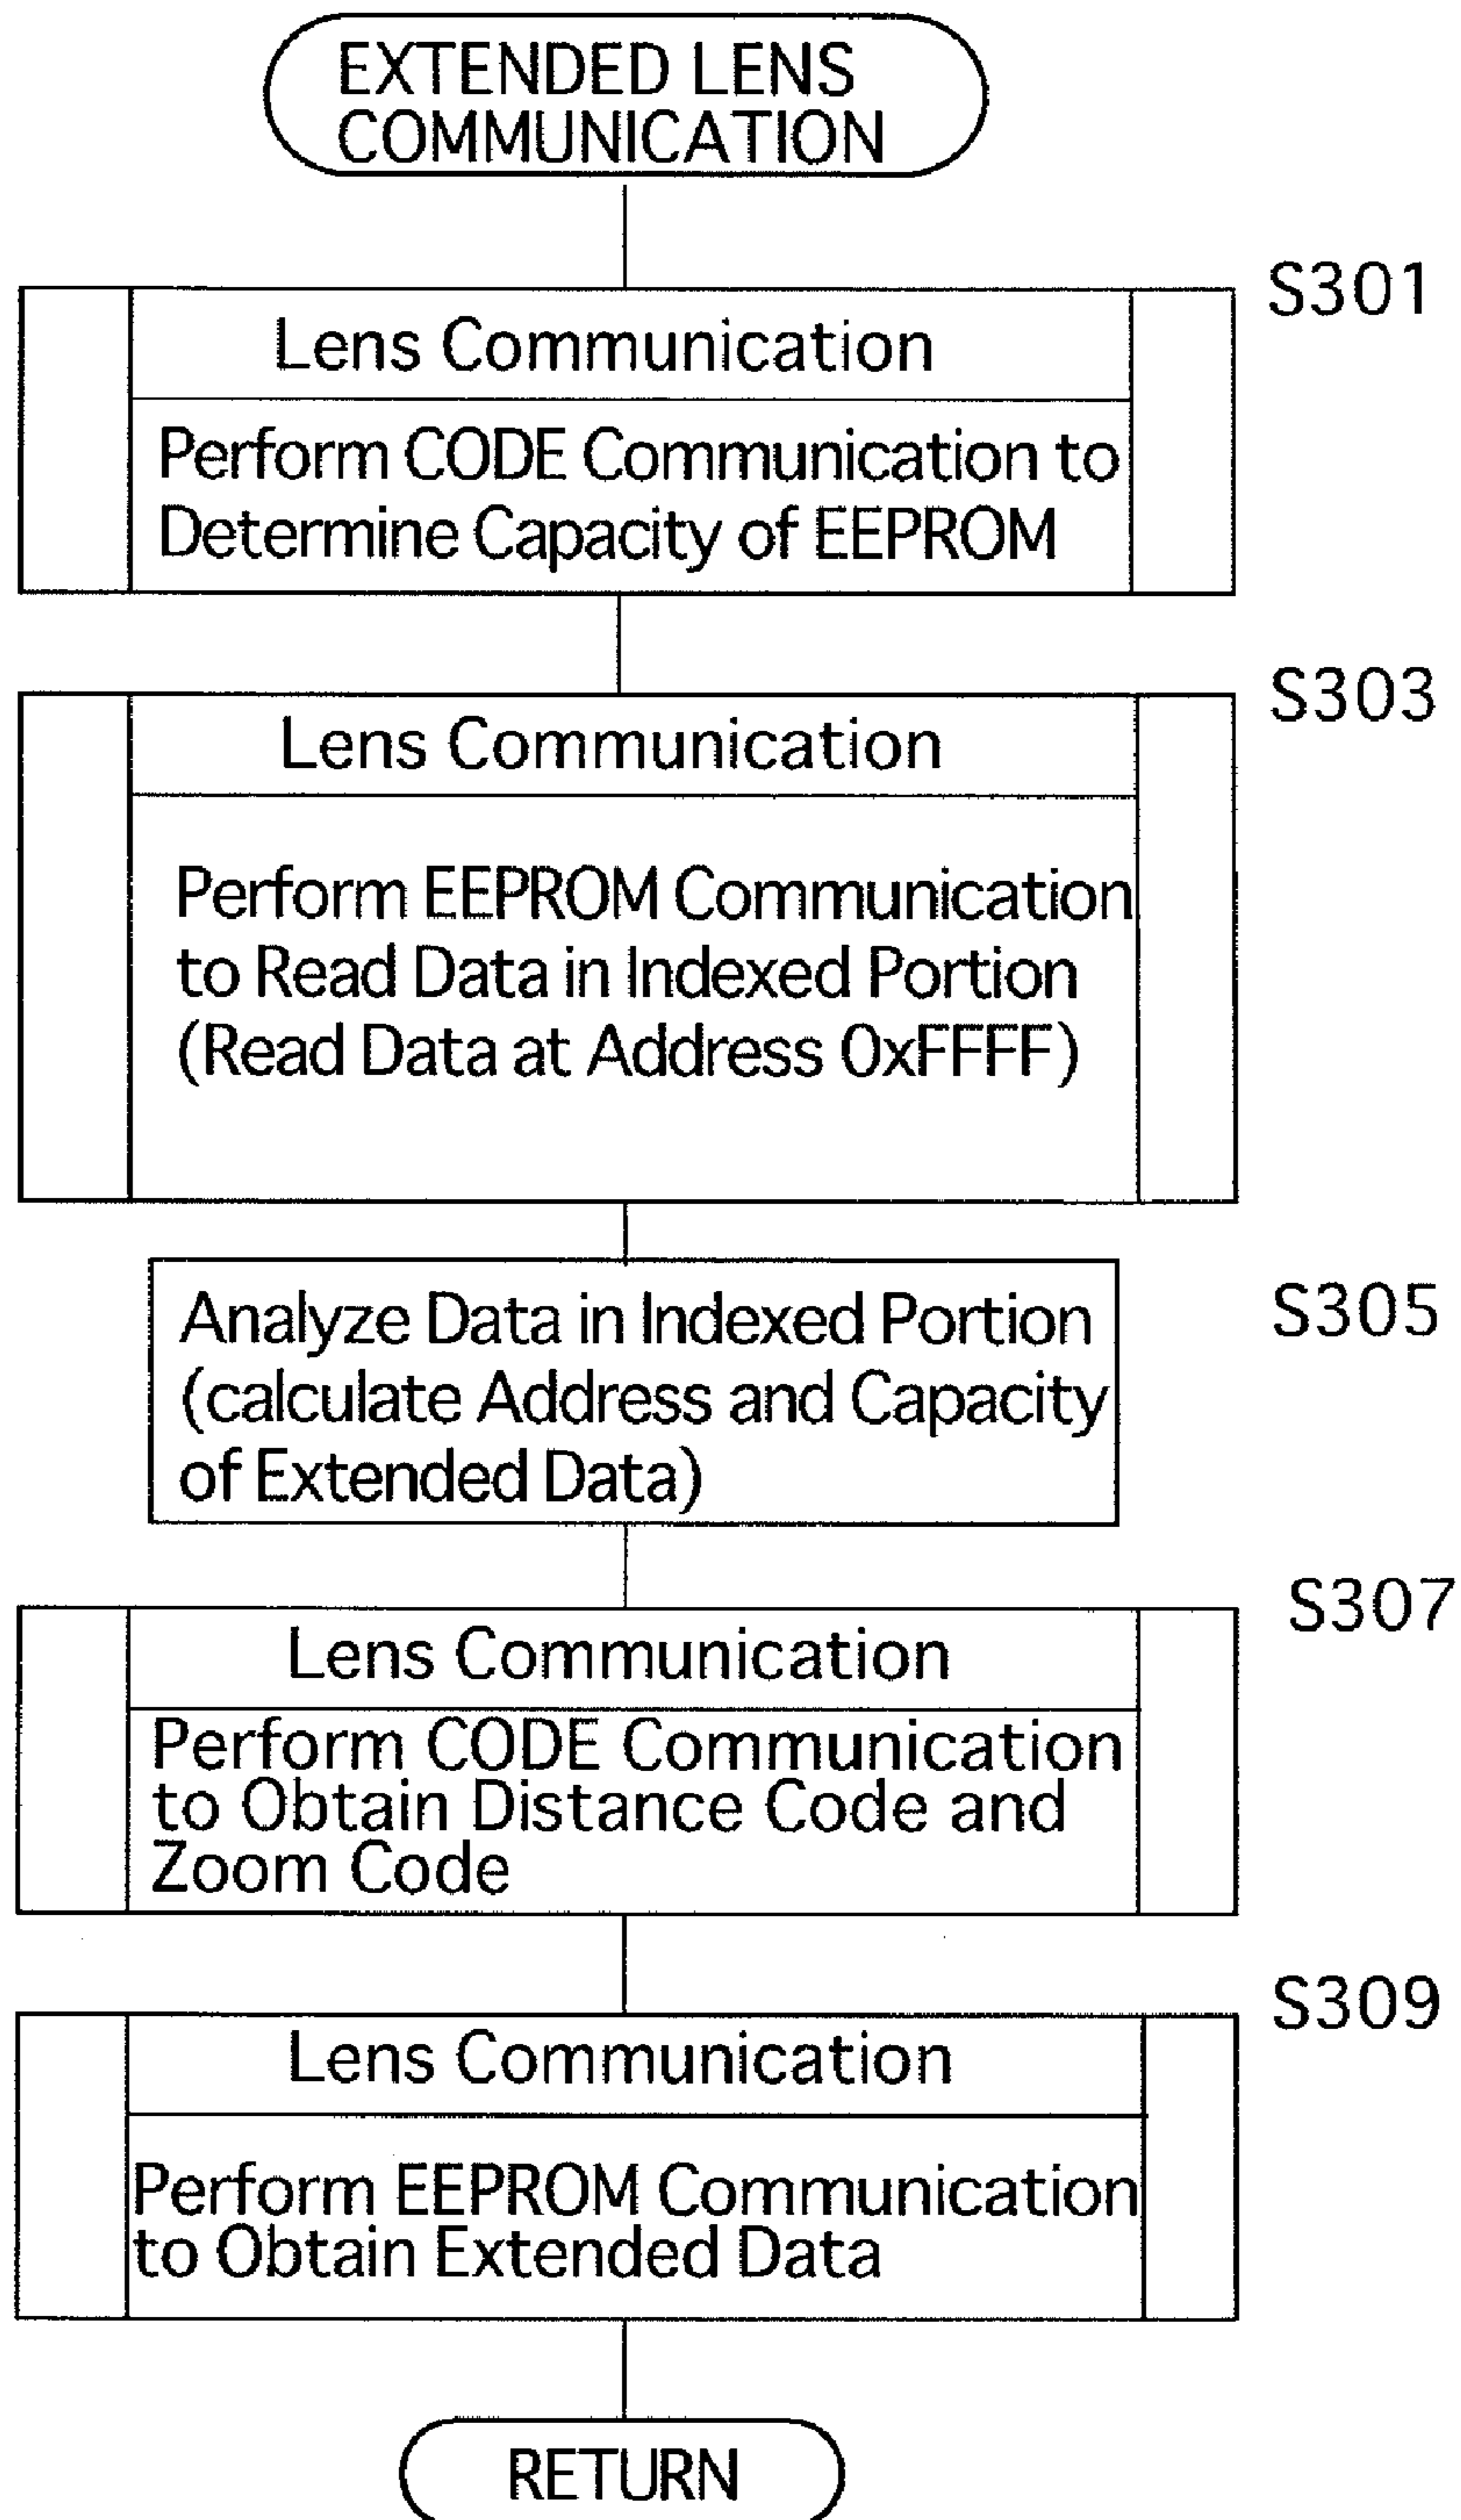 EXTENDED LENS
COMMUNICATION
S301
Lens Communication
Perform CODE Communication to
Determine Capacity of EEPROM
S303
Lens Communication
Perform EEPROM Communication
to Read Data in Indexed Portion
(Read Data at Address 0xFFFF)
S305
Analyze Data in Indexed Portion
(calculate Address and Capacity
of Extended Data)
S307
Lens Communication
Perform CODE Communication
to Obtain Distance Code and
Zoom Code
S309
Lens Communication
Perform EEPROM Communication
to Obtain Extended Data
RETURN